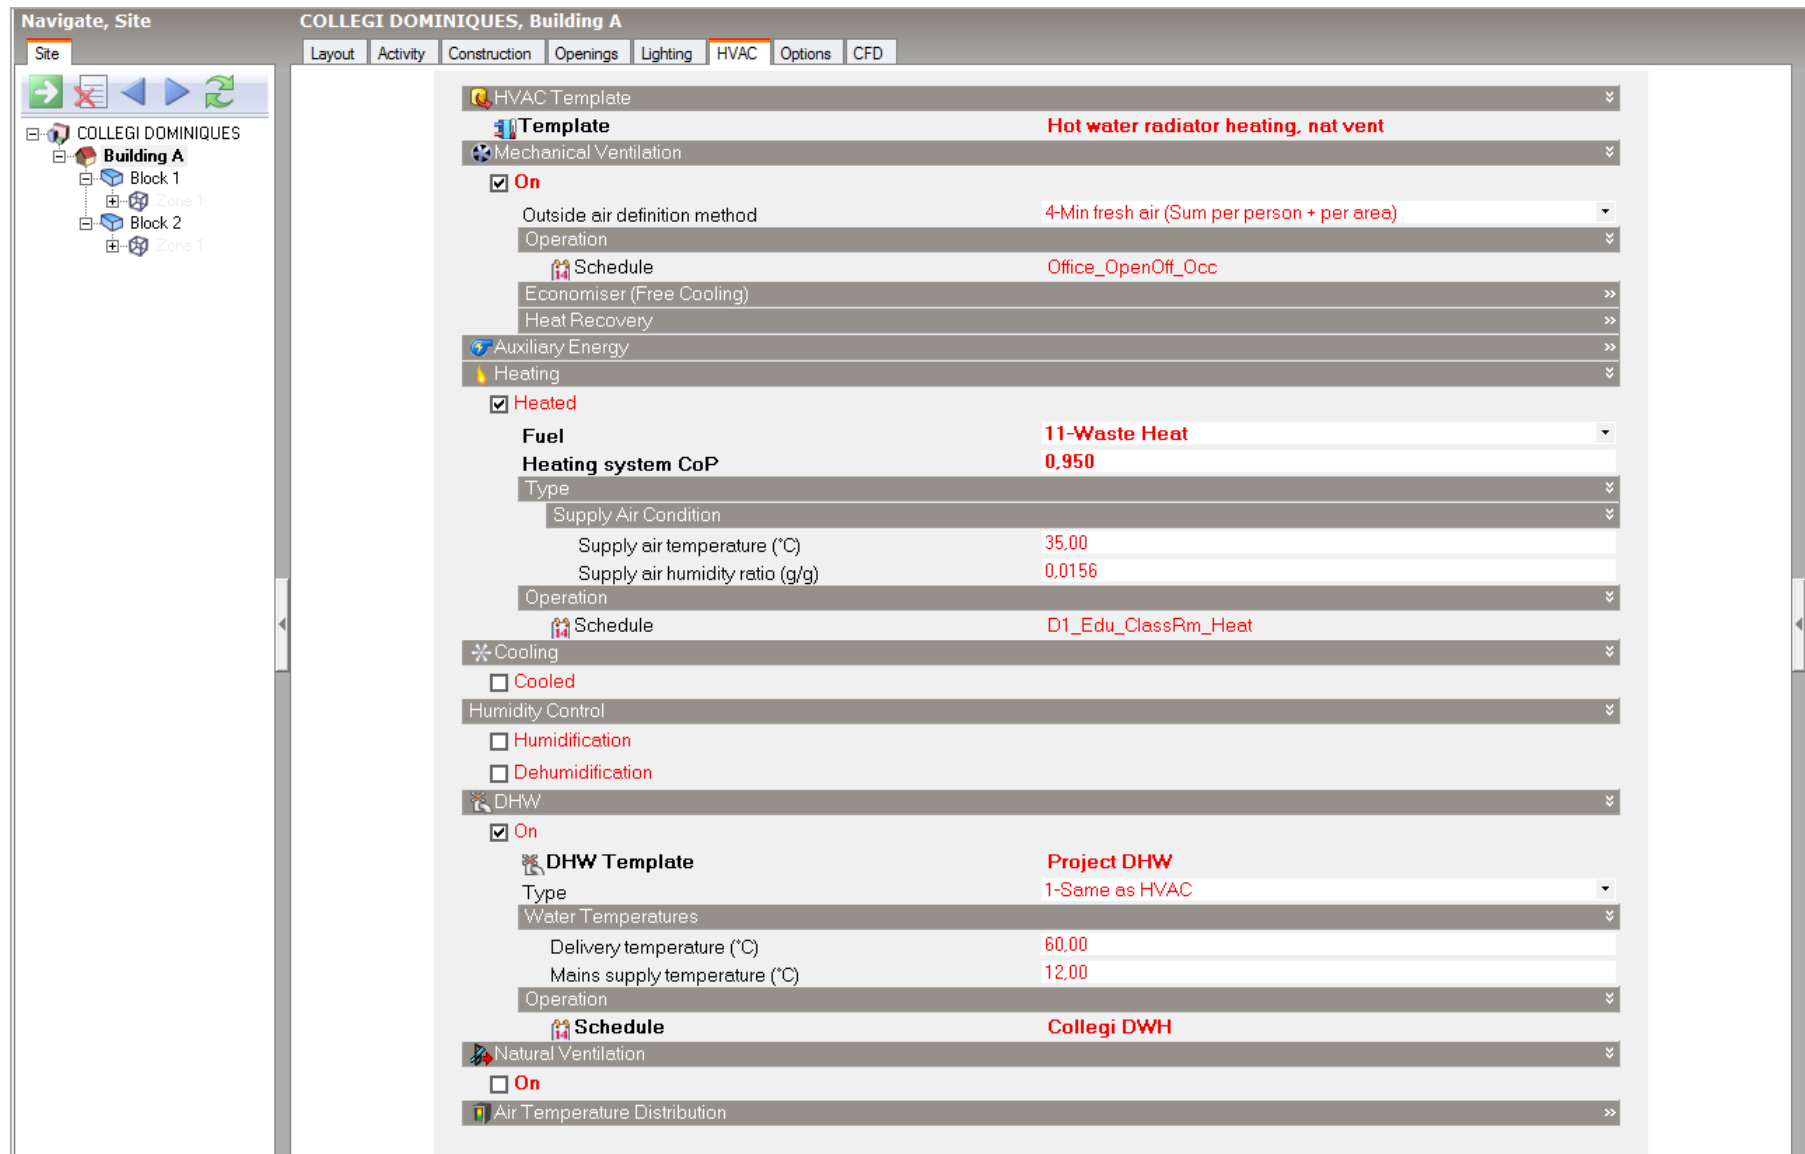 Navigate, Site
COLLEGI DOMINIQUES, Building A
Site
Layout Activity Construction Openings Lighting HVAC Options CFD
COLLEGI DOMINIQUES
Building A
Block 1
Zone 1
Block 2
Zone 1
HVAC Template
Template Hot water radiator heating, nat vent
Mechanical Ventilation
On
Outside air definition method 4-Min fresh air (Sum per person + per area)
Operation
Schedule Office_OpenOff_Occ
Economiser (Free Cooling)
Heat Recovery
Auxiliary Energy
Heating
Heated
Fuel 11-Waste Heat
Heating system CoP 0,950
Type
Supply Air Condition
Supply air temperature (°C) 35,00
Supply air humidity ratio (g/g) 0,0156
Operation
Schedule D1_Edu_ClassRm_Heat
Cooling
Cooled
Humidity Control
Humidification
Dehumidification
DHW
On
DHW Template Project DHW
Type 1-Same as HVAC
Water Temperatures
Delivery temperature (°C) 60,00
Mains supply temperature (°C) 12,00
Operation
Schedule Collegi DWH
Natural Ventilation
On
Air Temperature Distribution